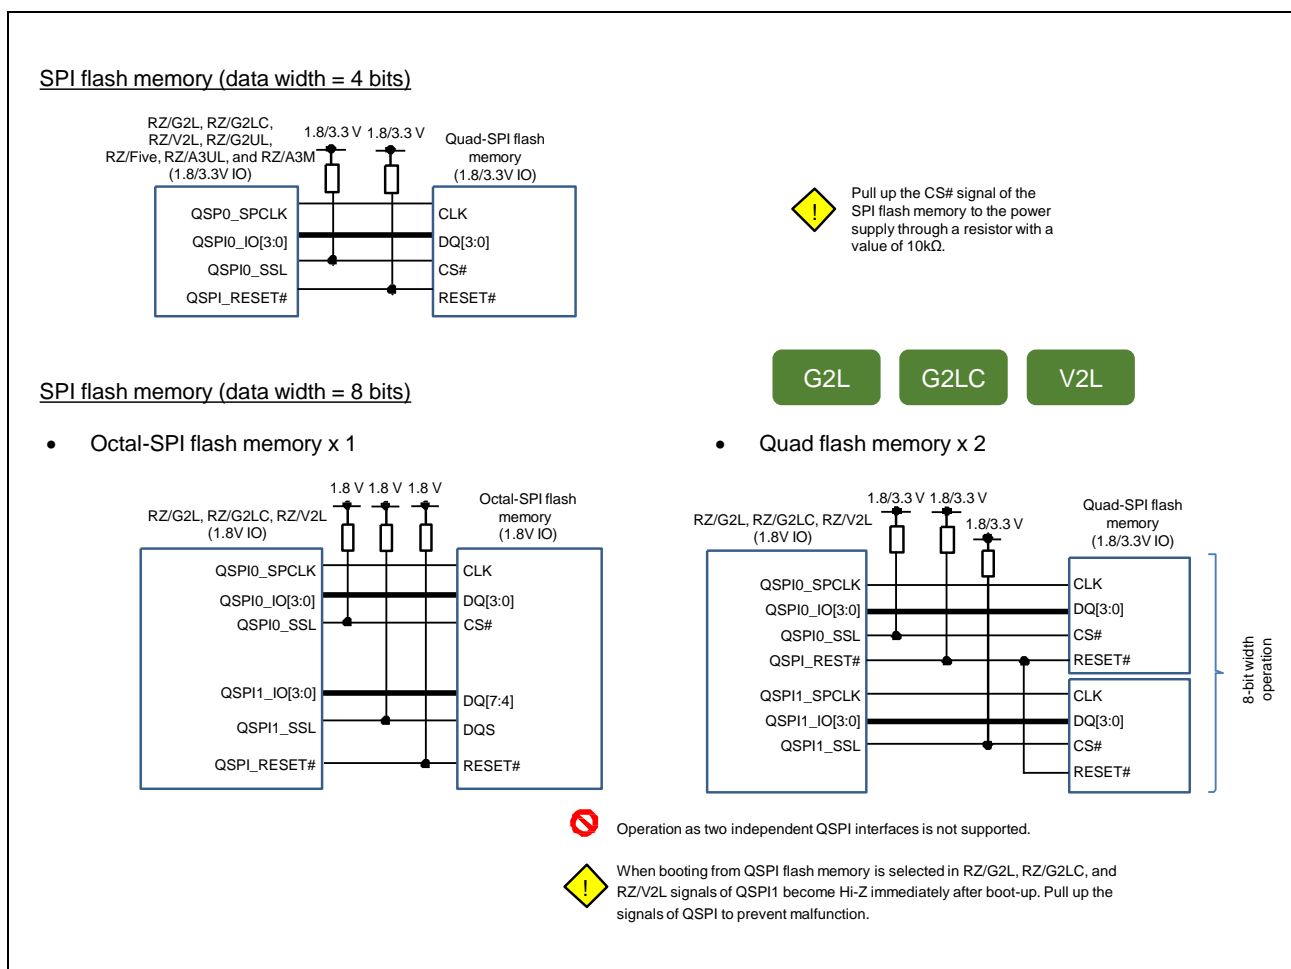 SPI flash memory (data width = 4 bits)
RZ/G2L, RZ/G2LC,
RZ/V2L, RZ/G2UL,
RZ/Five, RZ/A3UL, and RZ/A3M
(1.8/3.3V IO)
1.8/3.3 V 1.8/3.3 V
Quad-SPI flash
memory
(1.8/3.3V IO)
QSP0_SPCLK
CLK
QSPI0_IO[3:0]
DQ[3:0]
QSPI0_SSL
CS#
QSPI_RESET#
RESET#
!
Pull up the CS# signal of the
SPI flash memory to the power
supply through a resistor with a
value of 10kΩ.
G2L
G2LC
V2L
SPI flash memory (data width = 8 bits)
• Octal-SPI flash memory x 1
RZ/G2L, RZ/G2LC, RZ/V2L
(1.8V IO)
1.8 V 1.8 V 1.8 V
Octal-SPI flash
memory
(1.8V IO)
QSPI0_SPCLK
CLK
QSPI0_IO[3:0]
DQ[3:0]
QSPI0_SSL
CS#
QSPI1_IO[3:0]
DQ[7:4]
QSPI1_SSL
DQS
QSPI_RESET#
RESET#
• Quad flash memory x 2
RZ/G2L, RZ/G2LC, RZ/V2L
(1.8V IO)
1.8/3.3 V 1.8/3.3 V
1.8/3.3 V
Quad-SPI flash
memory
(1.8/3.3V IO)
QSPI0_SPCLK
CLK
QSPI0_IO[3:0]
DQ[3:0]
QSPI0_SSL
CS#
QSPI_REST#
RESET#
QSPI1_SPCLK
CLK
QSPI1_IO[3:0]
DQ[3:0]
QSPI1_SSL
CS#
RESET#
8-bit width
operation
Operation as two independent QSPI interfaces is not supported.
!
When booting from QSPI flash memory is selected in RZ/G2L, RZ/G2LC, and
RZ/V2L signals of QSPI1 become Hi-Z immediately after boot-up. Pull up the
signals of QSPI to prevent malfunction.